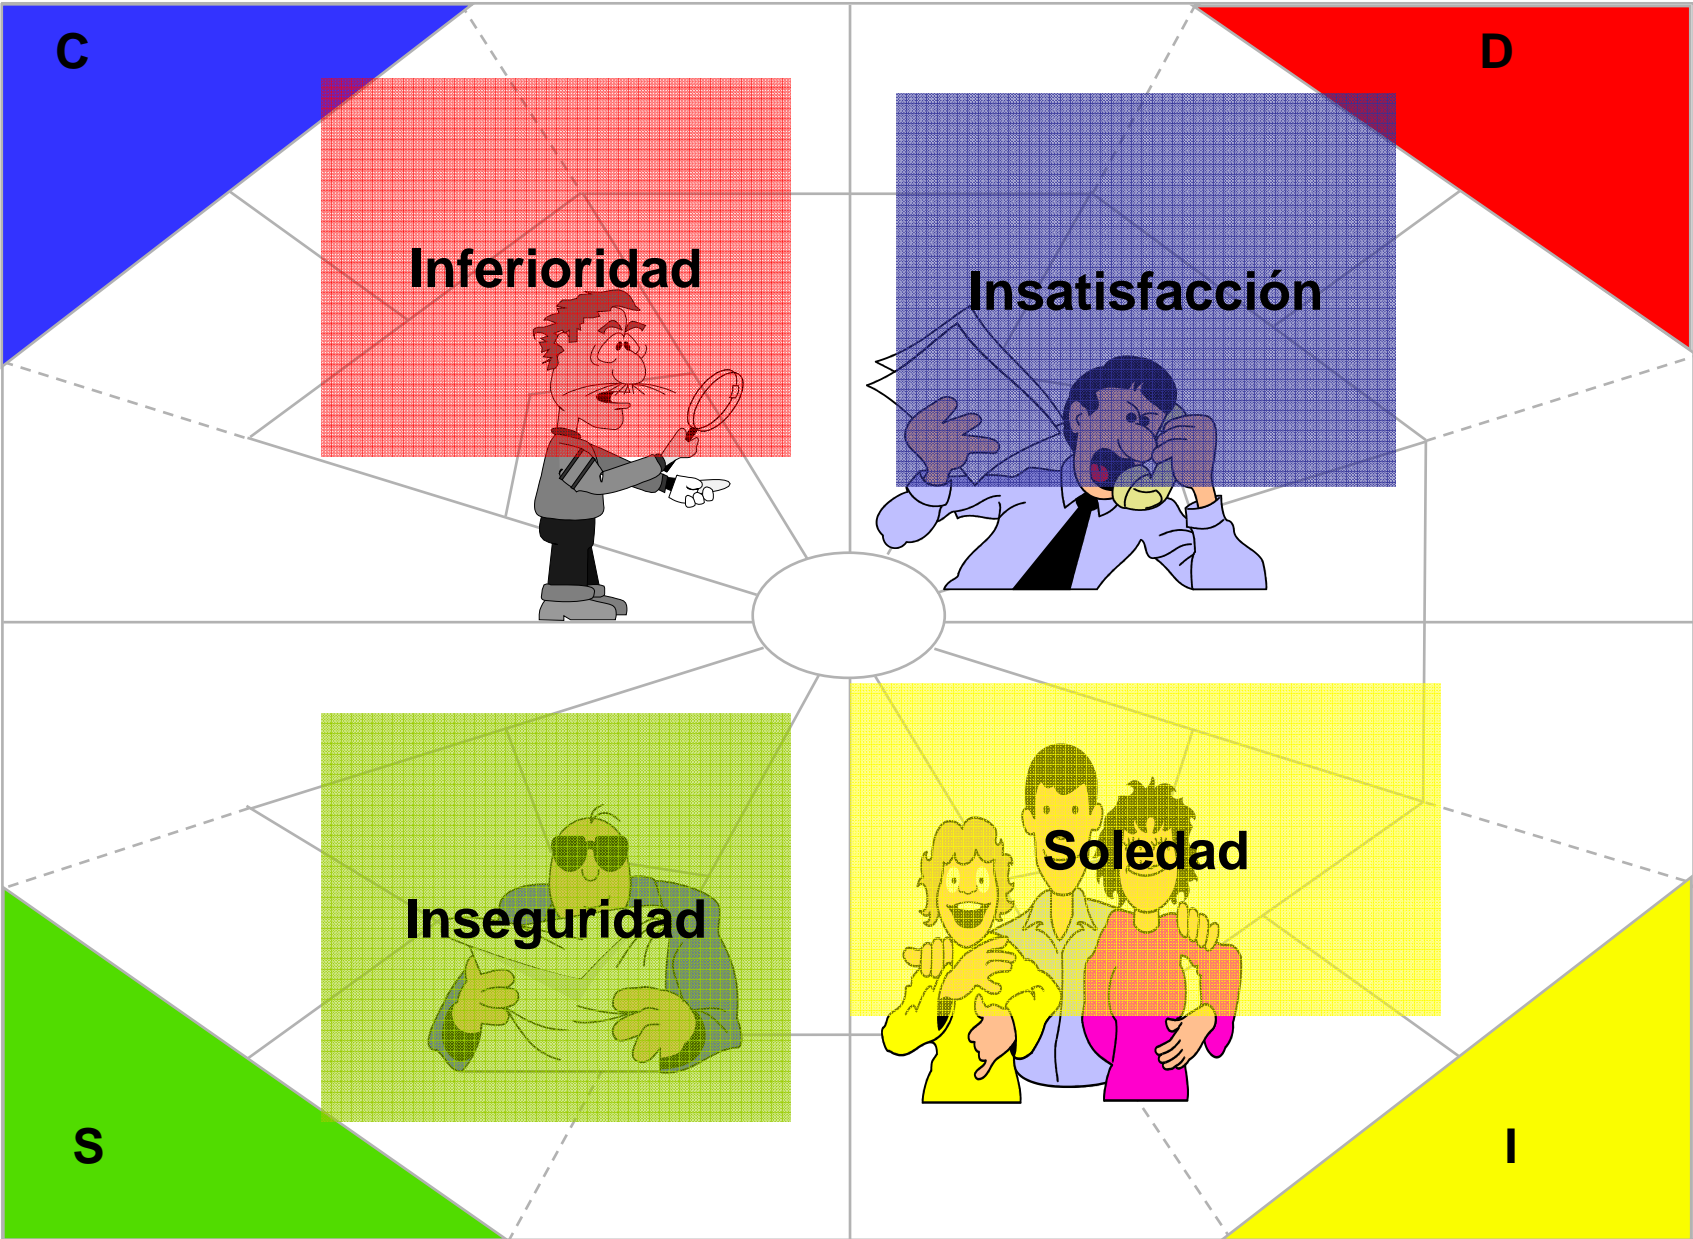 C
D
Inferioridad
Insatisfacción
Soledad
Inseguridad
S
I